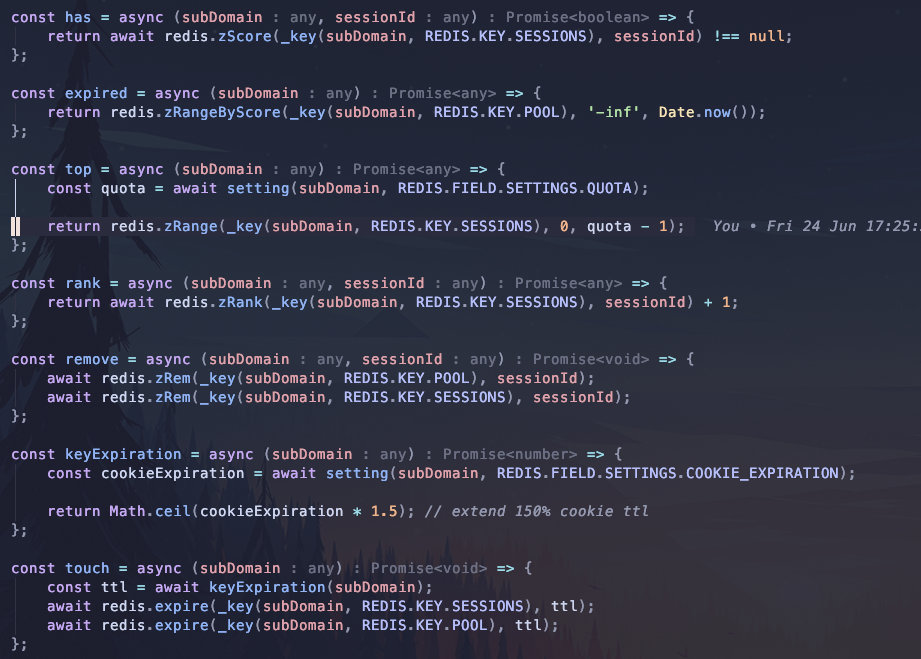 const has = async (subDomain : any, sessionId : any) : Promise<boolean> => {
    return await redis.zScore(_key(subDomain, REDIS.KEY.SESSIONS), sessionId) !== null;
};

const expired = async (subDomain : any) : Promise<any> => {
    return redis.zRangeByScore(_key(subDomain, REDIS.KEY.POOL), '-inf', Date.now());
};

const top = async (subDomain : any) : Promise<any> => {
    const quota = await setting(subDomain, REDIS.FIELD.SETTINGS.QUOTA);

    return redis.zRange(_key(subDomain, REDIS.KEY.SESSIONS), 0, quota - 1);   You • Fri 24 Jun 17:25:
};

const rank = async (subDomain : any, sessionId : any) : Promise<any> => {
    return await redis.zRank(_key(subDomain, REDIS.KEY.SESSIONS), sessionId) + 1;
};

const remove = async (subDomain : any, sessionId : any) : Promise<void> => {
    await redis.zRem(_key(subDomain, REDIS.KEY.POOL), sessionId);
    await redis.zRem(_key(subDomain, REDIS.KEY.SESSIONS), sessionId);
};

const keyExpiration = async (subDomain : any) : Promise<number> => {
    const cookieExpiration = await setting(subDomain, REDIS.FIELD.SETTINGS.COOKIE_EXPIRATION);

    return Math.ceil(cookieExpiration * 1.5); // extend 150% cookie ttl
};

const touch = async (subDomain : any) : Promise<void> => {
    const ttl = await keyExpiration(subDomain);
    await redis.expire(_key(subDomain, REDIS.KEY.SESSIONS), ttl);
    await redis.expire(_key(subDomain, REDIS.KEY.POOL), ttl);
};